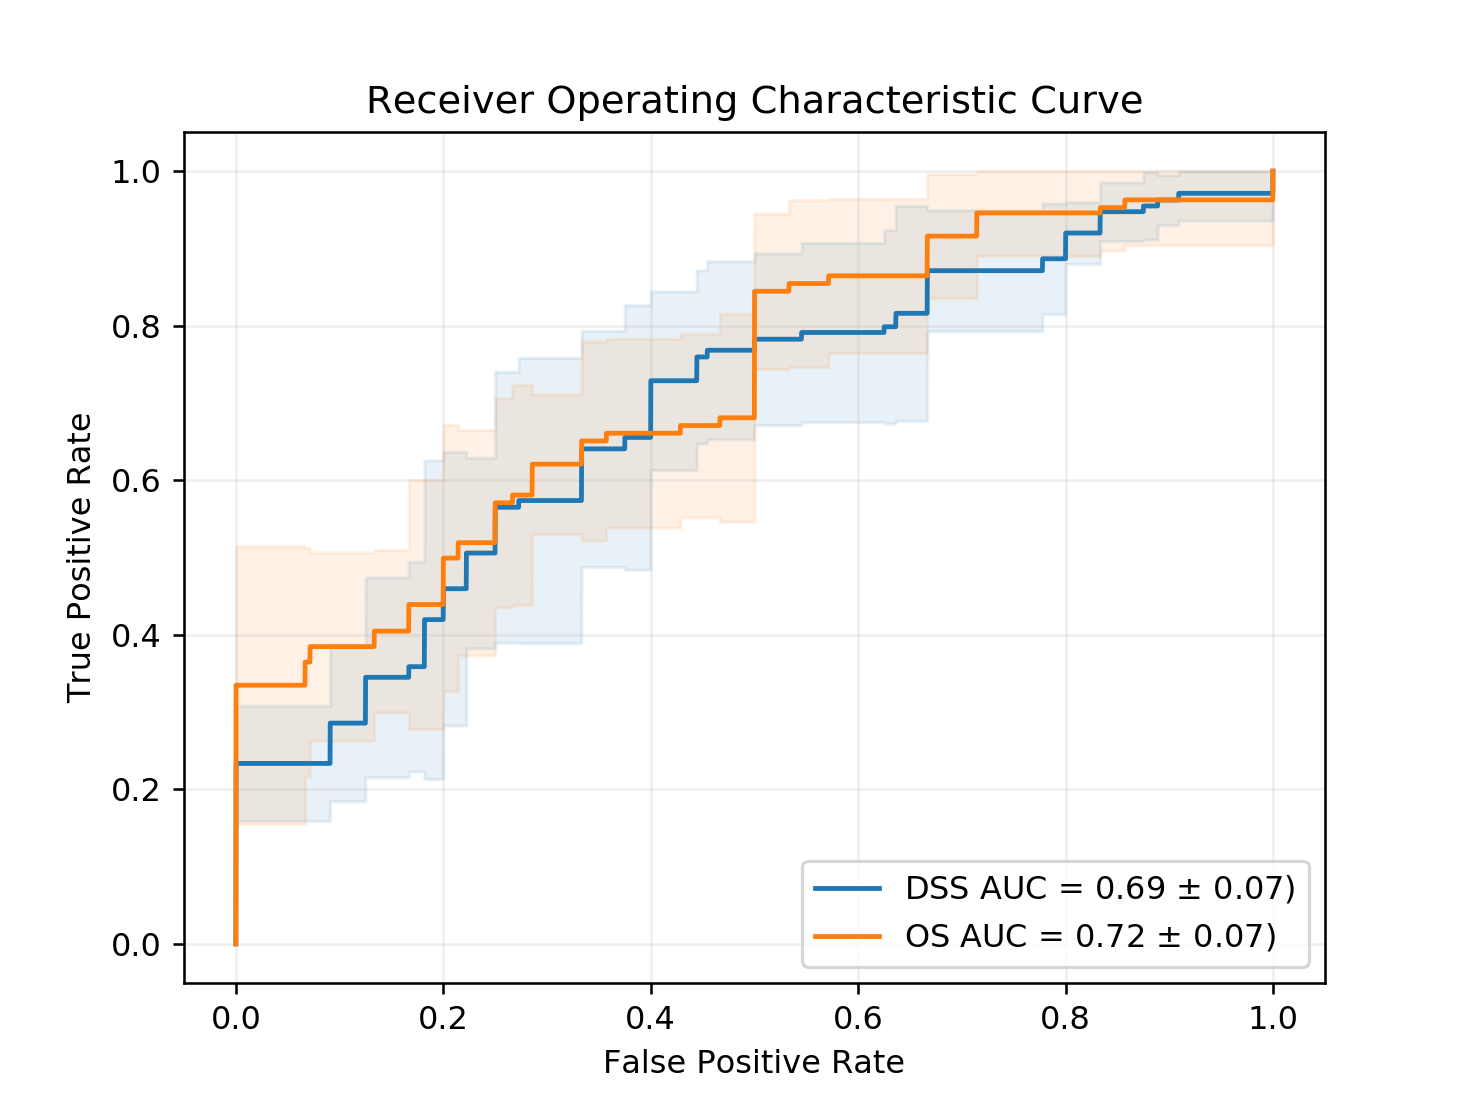 Receiver Operating Characteristic Curve
1.0
0.8
0.6
0.4
0.2
0.0
True Positive Rate
DSS AUC = 0.69 ± 0.07)
OS AUC = 0.72 ± 0.07)
0.0 0.2 0.4 0.6 0.8 1.0
False Positive Rate